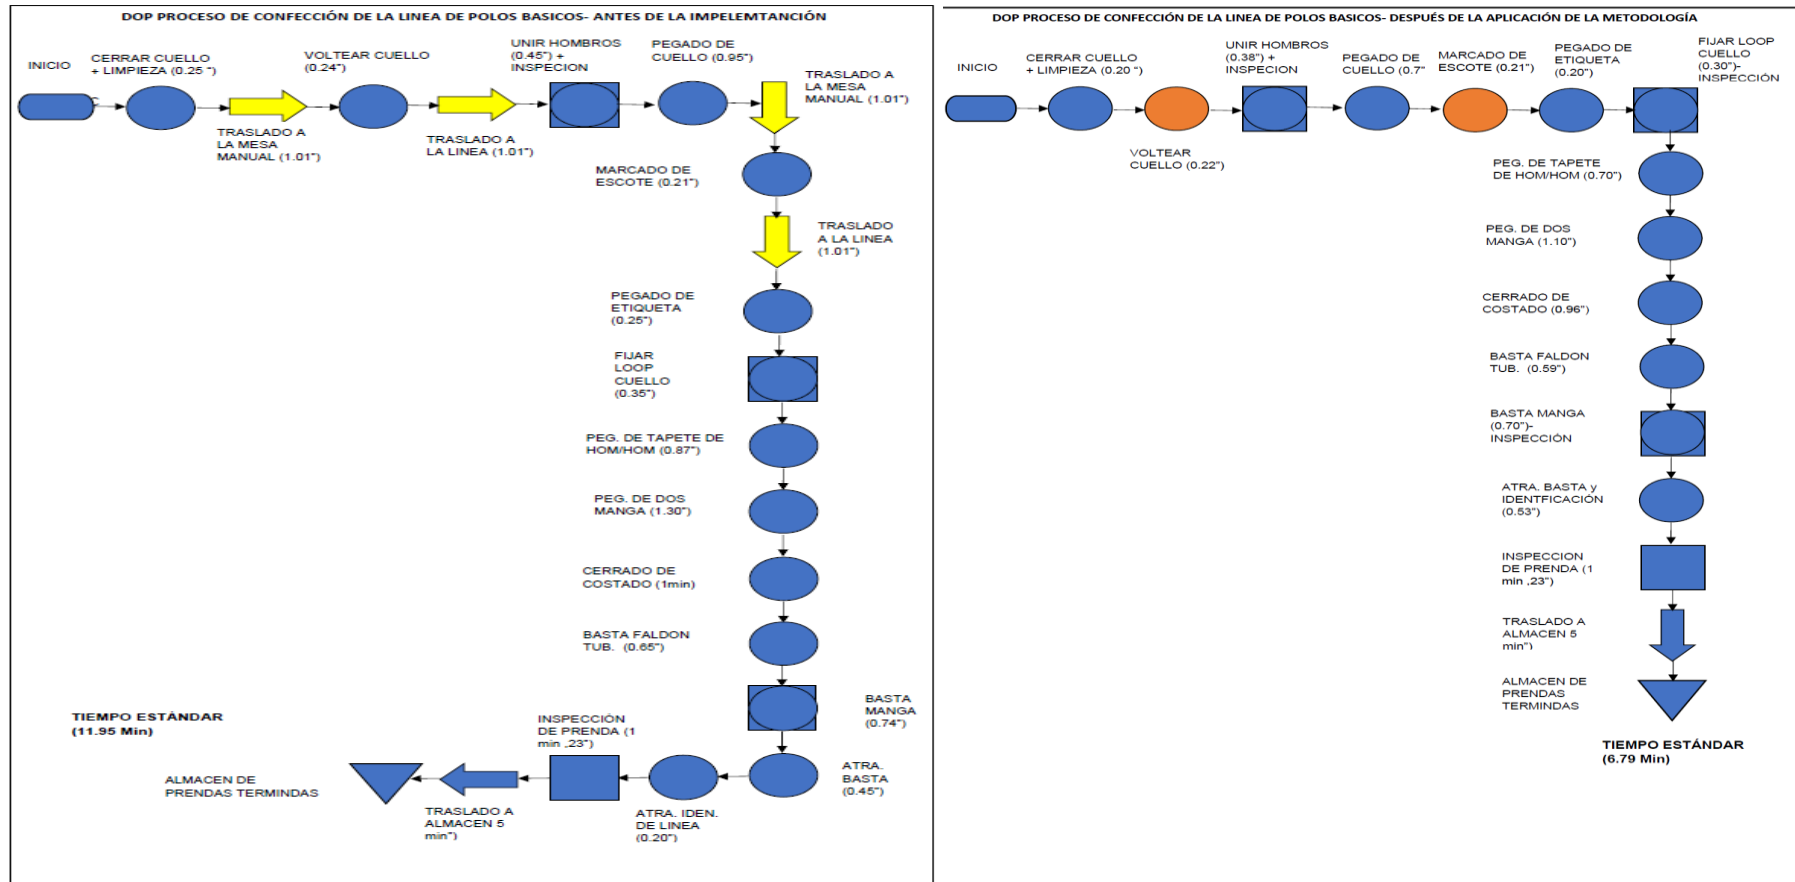 DOP PROCESO DE CONFECCIÓN DE LA LINEA DE POLOS BASICOS- ANTES DE LA IMPELEMTANCIÓN
INICIO
CERRAR CUELLO
+ LIMPIEZA (0.25 ")
TRASLADO A
LA MESA
MANUAL (1.01")
VOLTEAR CUELLO
(0.24")
TRASLADO A
LA LINEA (1.01")
UNIR HOMBROS
(0.45") +
INSPECION
PEGADO DE
CUELLO (0.95")
TRASLADO A
LA MESA
MANUAL (1.01")
MARCADO DE
ESCOTE (0.21")
TRASLADO
A LA LINEA
(1.01")
PEGADO DE
ETIQUETA
(0.25")
FIJAR
LOOP
CUELLO
(0.35")
PEG. DE TAPETE DE
HOM/HOM (0.87")
PEG. DE DOS
MANGA (1.30")
CERRADO DE
COSTADO (1min)
BASTA FALDON
TUB. (0.65")
BASTA
MANGA
(0.74")
ATRA.
BASTA
(0.45")
ATRA. IDEN.
DE LINEA
(0.20")
INSPECCIÓN
DE PRENDA (1
min ,23")
TRASLADO A
ALMACEN 5
min")
ALMACEN DE
PRENDAS TERMINDAS
TIEMPO ESTÁNDAR
(11.95 Min)
DOP PROCESO DE CONFECCIÓN DE LA LINEA DE POLOS BASICOS- DESPUÉS DE LA APLICACIÓN DE LA METODOLOGÍA
INICIO
CERRAR CUELLO
+ LIMPIEZA (0.20 ")
VOLTEAR
CUELLO (0.22")
UNIR HOMBROS
(0.38") +
INSPECION
PEGADO DE
CUELLO (0.7"
MARCADO DE
ESCOTE (0.21")
PEGADO DE
ETIQUETA
(0.20")
FIJAR LOOP
CUELLO
(0.30")-
INSPECCIÓN
PEG. DE TAPETE
DE HOM/HOM (0.70")
PEG. DE DOS
MANGA (1.10")
CERRADO DE
COSTADO (0.96")
BASTA FALDON
TUB. (0.59")
BASTA MANGA
(0.70")-
INSPECCIÓN
ATRA. BASTA y
IDENTFICACIÓN
(0.53")
INSPECCION
DE PRENDA (1
min ,23")
TRASLADO A
ALMACEN 5
min")
ALMACEN DE
PRENDAS
TERMINDAS
TIEMPO ESTÁNDAR
(6.79 Min)